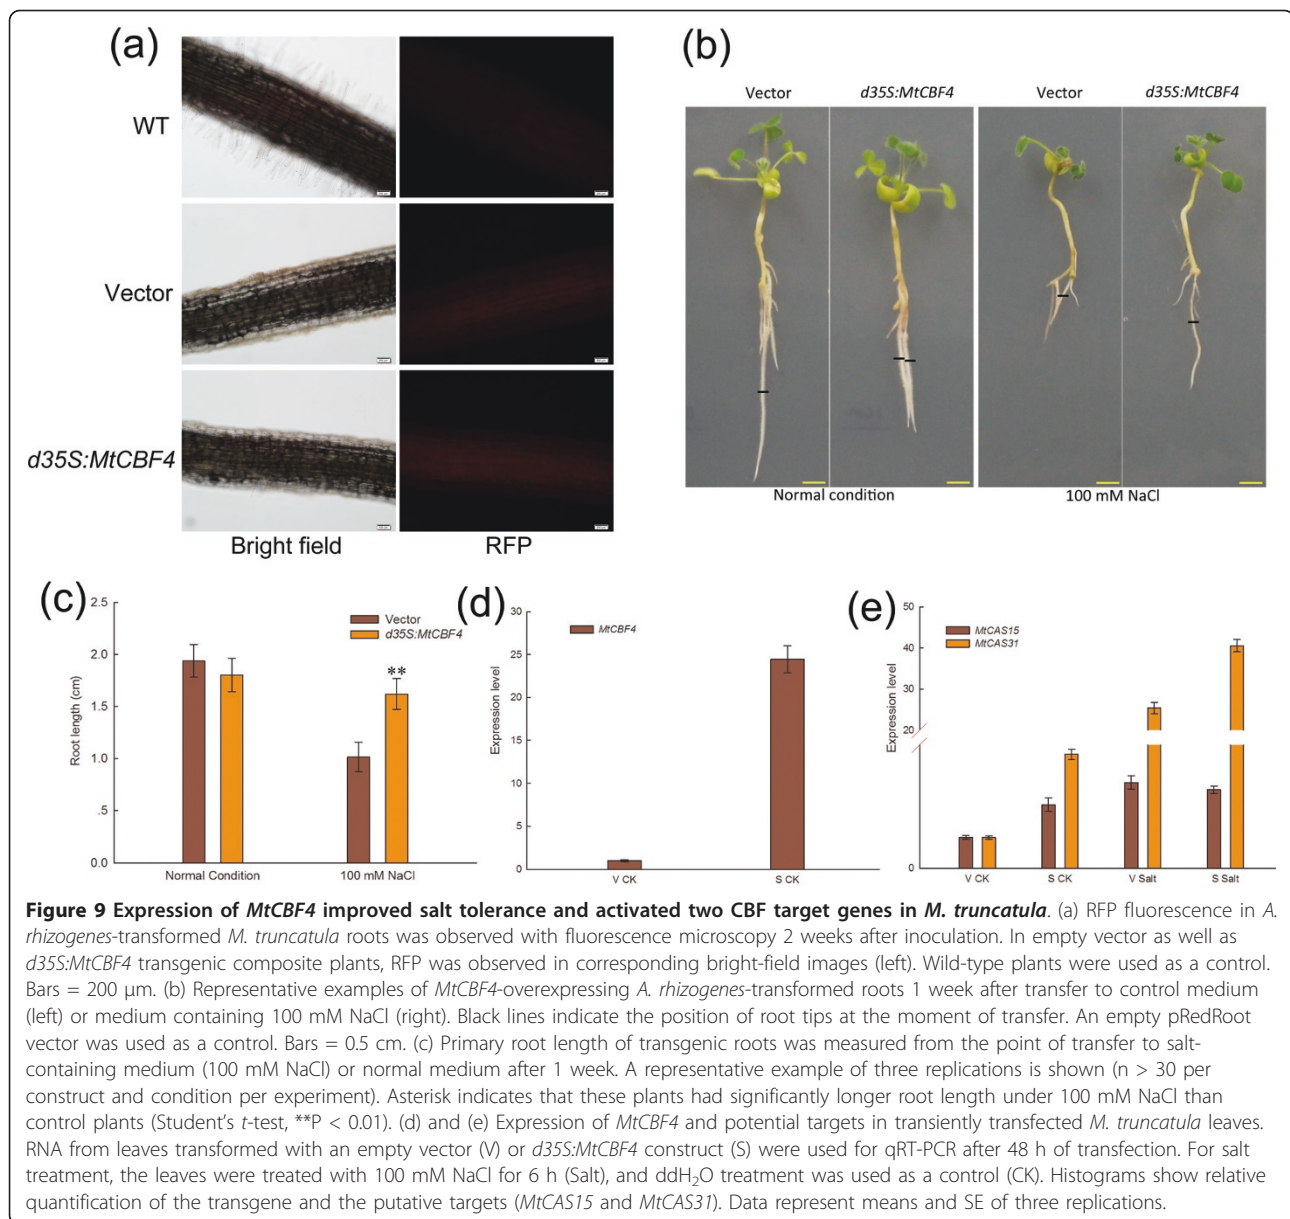 (a)
WT
Vector
d35S:MtCBF4
Bright field
RFP
(b)
Vector
d35S:MtCBF4
Vector
d35S:MtCBF4
Normal condition
100 mM NaCl
(c)
2.5
2.0
1.5
1.0
.5
0.0
Root length (cm)
Vector
d35S:MtCBF4
**
Normal Condition
100 mM NaCl
(d)
30
25
20
15
10
5
0
Expression level
MtCBF4
V CK
S CK
(e)
50
40
30
20
0
Expression level
MtCAS15
MtCAS31
V CK
S CK
V Salt
S Salt
Figure 9 Expression of MtCBF4 improved salt tolerance and activated two CBF target genes in M. truncatula. (a) RFP fluorescence in A.
rhizogenes-transformed M. truncatula roots was observed with fluorescence microscopy 2 weeks after inoculation. In empty vector as well as
d35S:MtCBF4 transgenic composite plants, RFP was observed in corresponding bright-field images (left). Wild-type plants were used as a control.
Bars = 200 μm. (b) Representative examples of MtCBF4-overexpressing A. rhizogenes-transformed roots 1 week after transfer to control medium
(left) or medium containing 100 mM NaCl (right). Black lines indicate the position of root tips at the moment of transfer. An empty pRedRoot
vector was used as a control. Bars = 0.5 cm. (c) Primary root length of transgenic roots was measured from the point of transfer to salt-
containing medium (100 mM NaCl) or normal medium after 1 week. A representative example of three replications is shown (n > 30 per
construct and condition per experiment). Asterisk indicates that these plants had significantly longer root length under 100 mM NaCl than
control plants (Student's t-test, **P < 0.01). (d) and (e) Expression of MtCBF4 and potential targets in transiently transfected M. truncatula leaves.
RNA from leaves transformed with an empty vector (V) or d35S:MtCBF4 construct (S) were used for qRT-PCR after 48 h of transfection. For salt
treatment, the leaves were treated with 100 mM NaCl for 6 h (Salt), and ddH₂O treatment was used as a control (CK). Histograms show relative
quantification of the transgene and the putative targets (MtCAS15 and MtCAS31). Data represent means and SE of three replications.